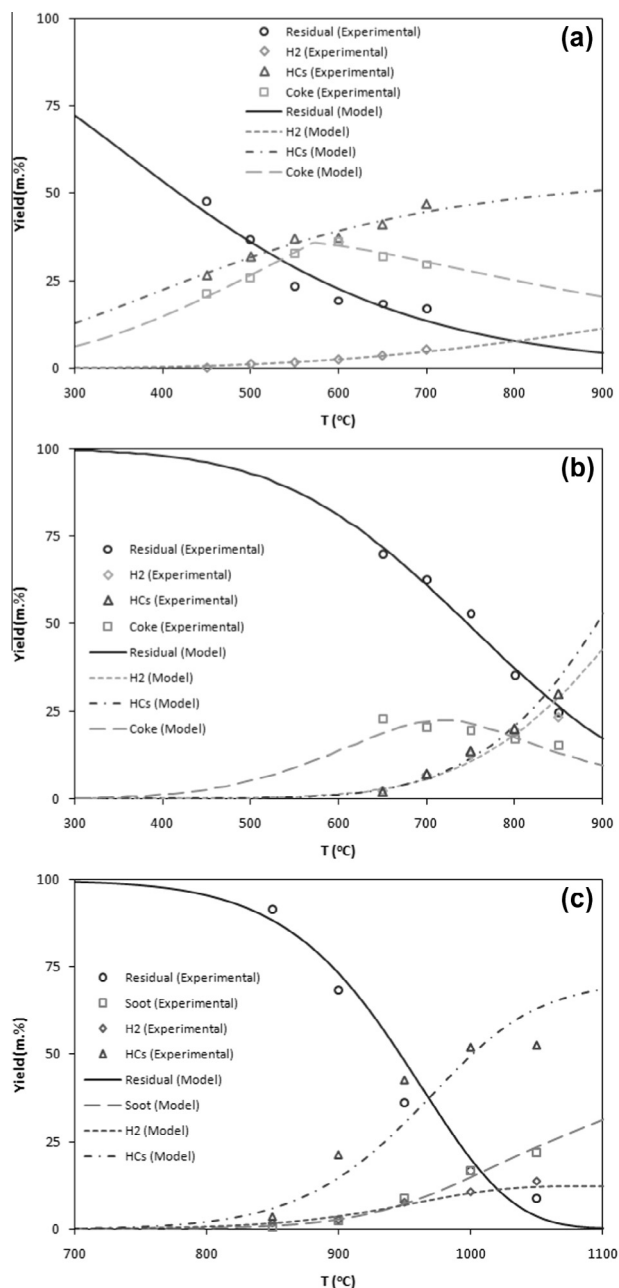 (a)
100
75
50
25
0
Yield(m.%)
Residual (Experimental)
H2 (Experimental)
HCs (Experimental)
Coke (Experimental)
Residual (Model)
H2 (Model)
HCs (Model)
Coke (Model)
300 400 500 600 700 800 900
T (°C)
(b)
100
75
50
25
0
Yield(m.%)
Residual (Experimental)
H2 (Experimental)
HCs (Experimental)
Coke (Experimental)
Residual (Model)
H2 (Model)
HCs (Model)
Coke (Model)
300 400 500 600 700 800 900
T (°C)
(c)
100
75
50
25
0
Yield(m.%)
Residual (Experimental)
Soot (Experimental)
H2 (Experimental)
HCs (Experimental)
Residual (Model)
Soot (Model)
H2 (Model)
HCs (Model)
700 800 900 1000 1100
T (°C)